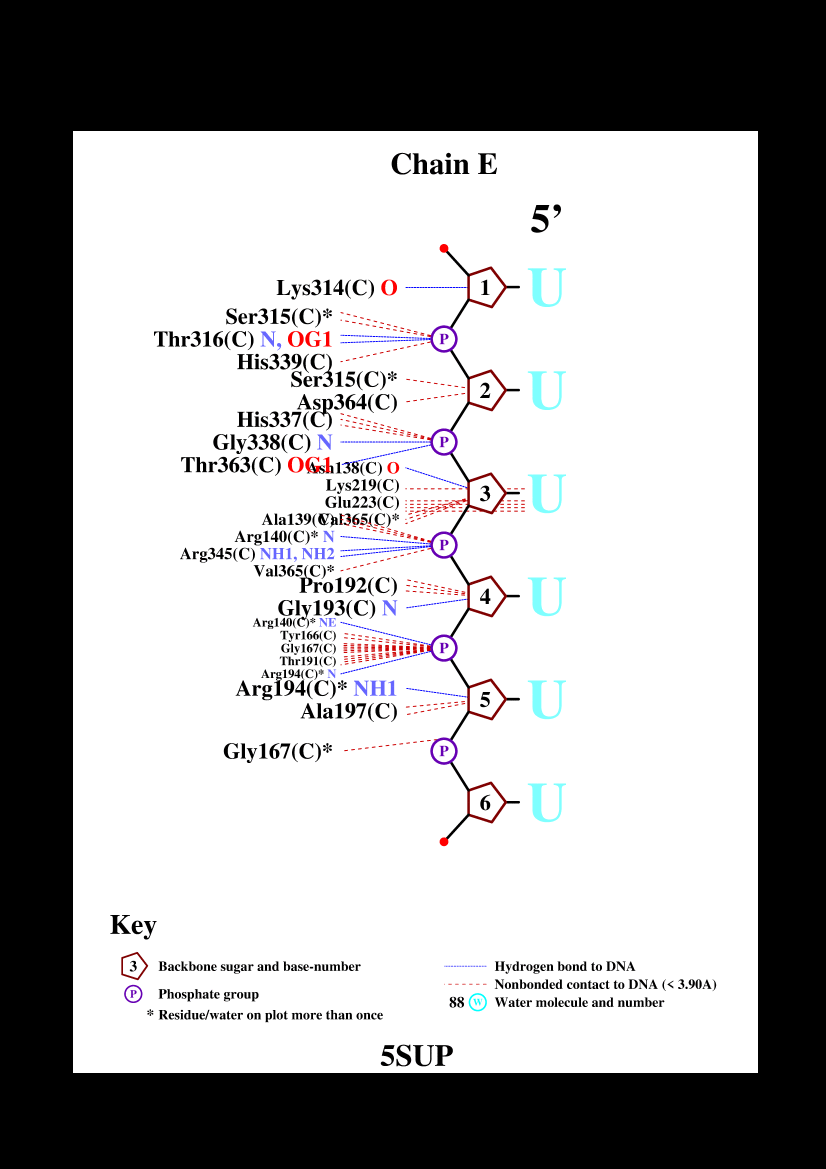 Chain E
5’
Lys314(C) O 1 U
Ser315(C)*
Thr316(C) N, OG1 P
His339(C)
Ser315(C)* 2 U
Asp364(C)
His337(C)
Gly338(C) N P
Thr363(C) OG1
Asn138(C) O
Lys219(C) 3 U
Glu223(C)
Val365(C)*
Ala139(C)
Arg140(C)* N P
Arg345(C) NH1, NH2
Val365(C)*
Pro192(C) 4 U
Gly193(C) N
Arg140(C)* NE
Tyr166(C)
Gly167(C) P
Thr191(C)
Arg194(C)* N
Arg194(C)* NH1 5 U
Ala197(C)
Gly167(C)* P
6 U
Key
3 Backbone sugar and base-number
P Phosphate group
* Residue/water on plot more than once
Hydrogen bond to DNA
Nonbonded contact to DNA (< 3.90A)
88 W Water molecule and number
5SUP